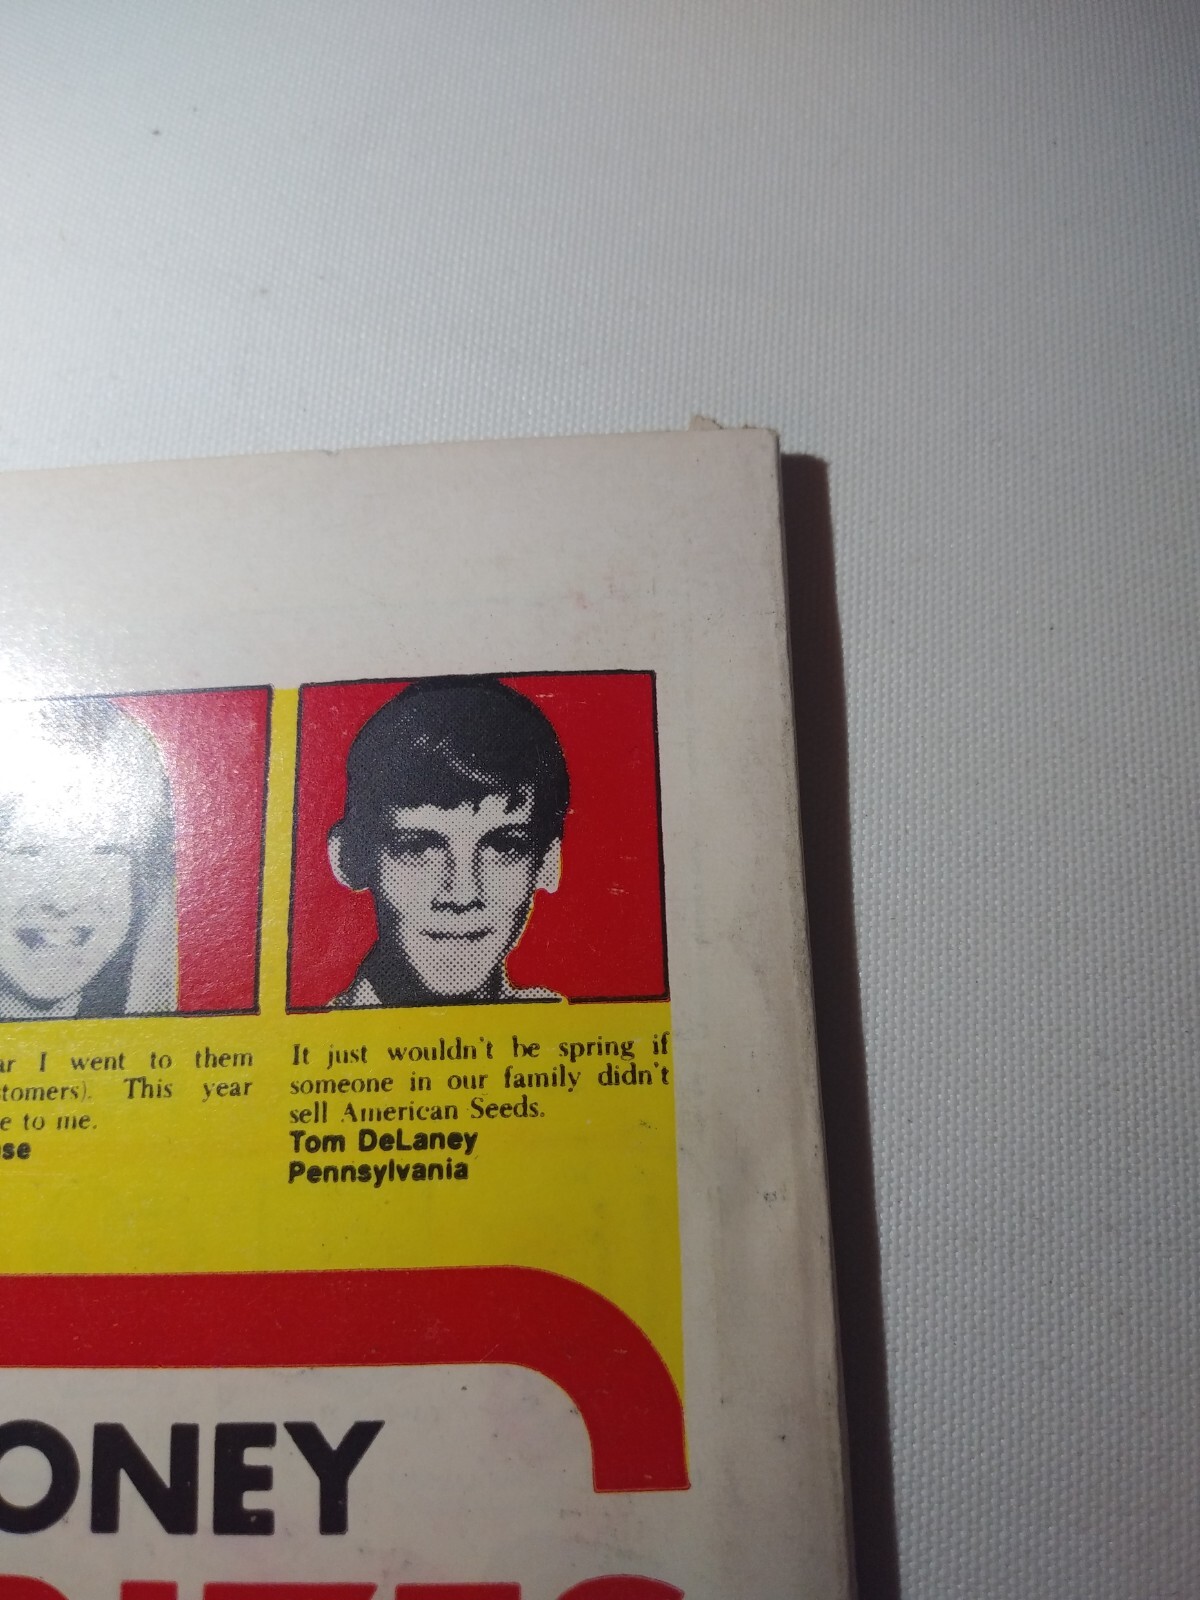 ar I went to them
stomers). This year
e to me.
se
It just wouldn't be spring if
someone in our family didn't
sell American Seeds.
Tom DeLaney
Pennsylvania
ONEY